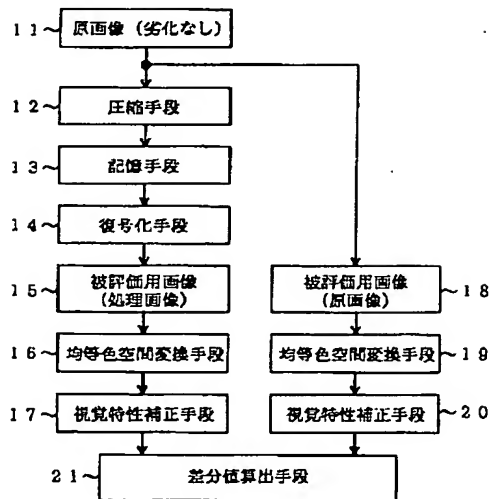 11 原画像 (劣化なし)
12 圧縮手段
13 記憶手段
14 復号化手段
15 被評価用画像
(処理画像)
被評価用画像 18
(原画像)
16 均等色空間変換手段
均等色空間変換手段 19
17 視覚特性補正手段
視覚特性補正手段 20
21 差分値算出手段